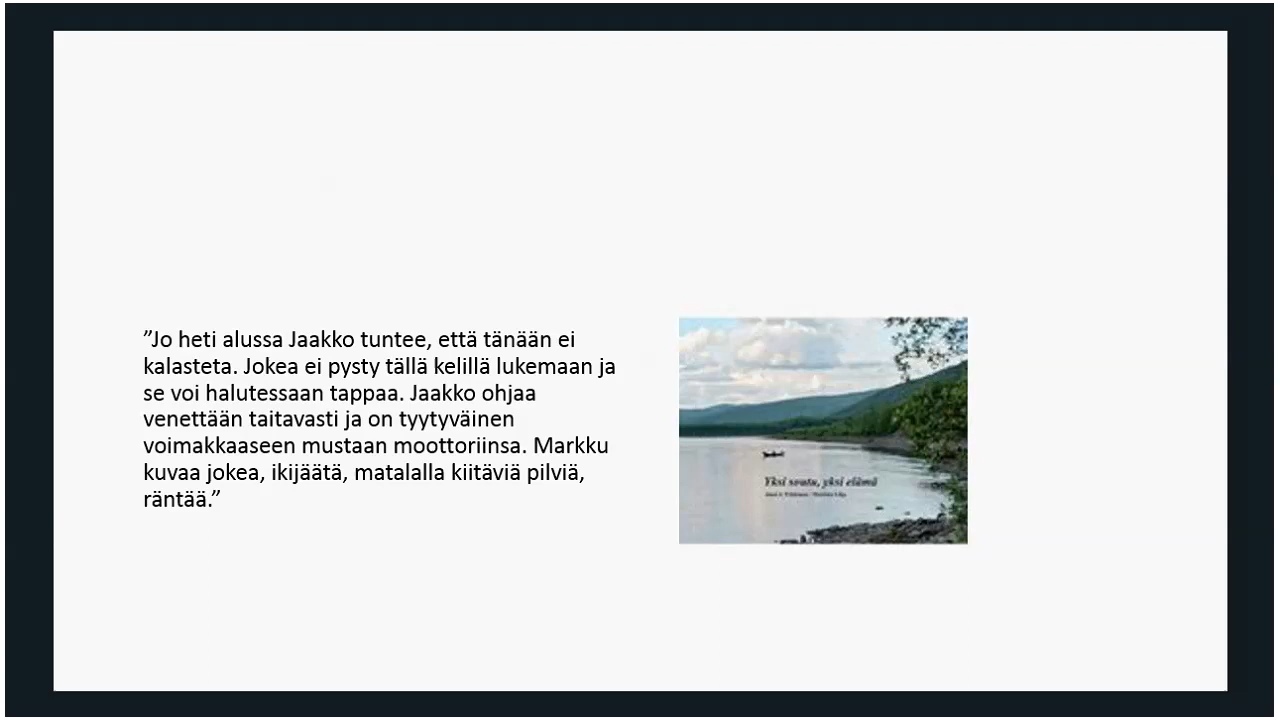 ”Jo heti alussa Jaakko tuntee, että tänään ei
kalasteta. Jokea ei pysty tällä kelillä lukemaan ja
se voi halutessaan tappaa. Jaakko ohjaa
venettään taitavasti ja on tyytyväinen
voimakkaaseen mustaan moottoriinsa. Markku
kuvaa jokea, ikijäätä, matalalla kiitäviä pilviä,
räntää.”
Yksi soutu, yksi elämä